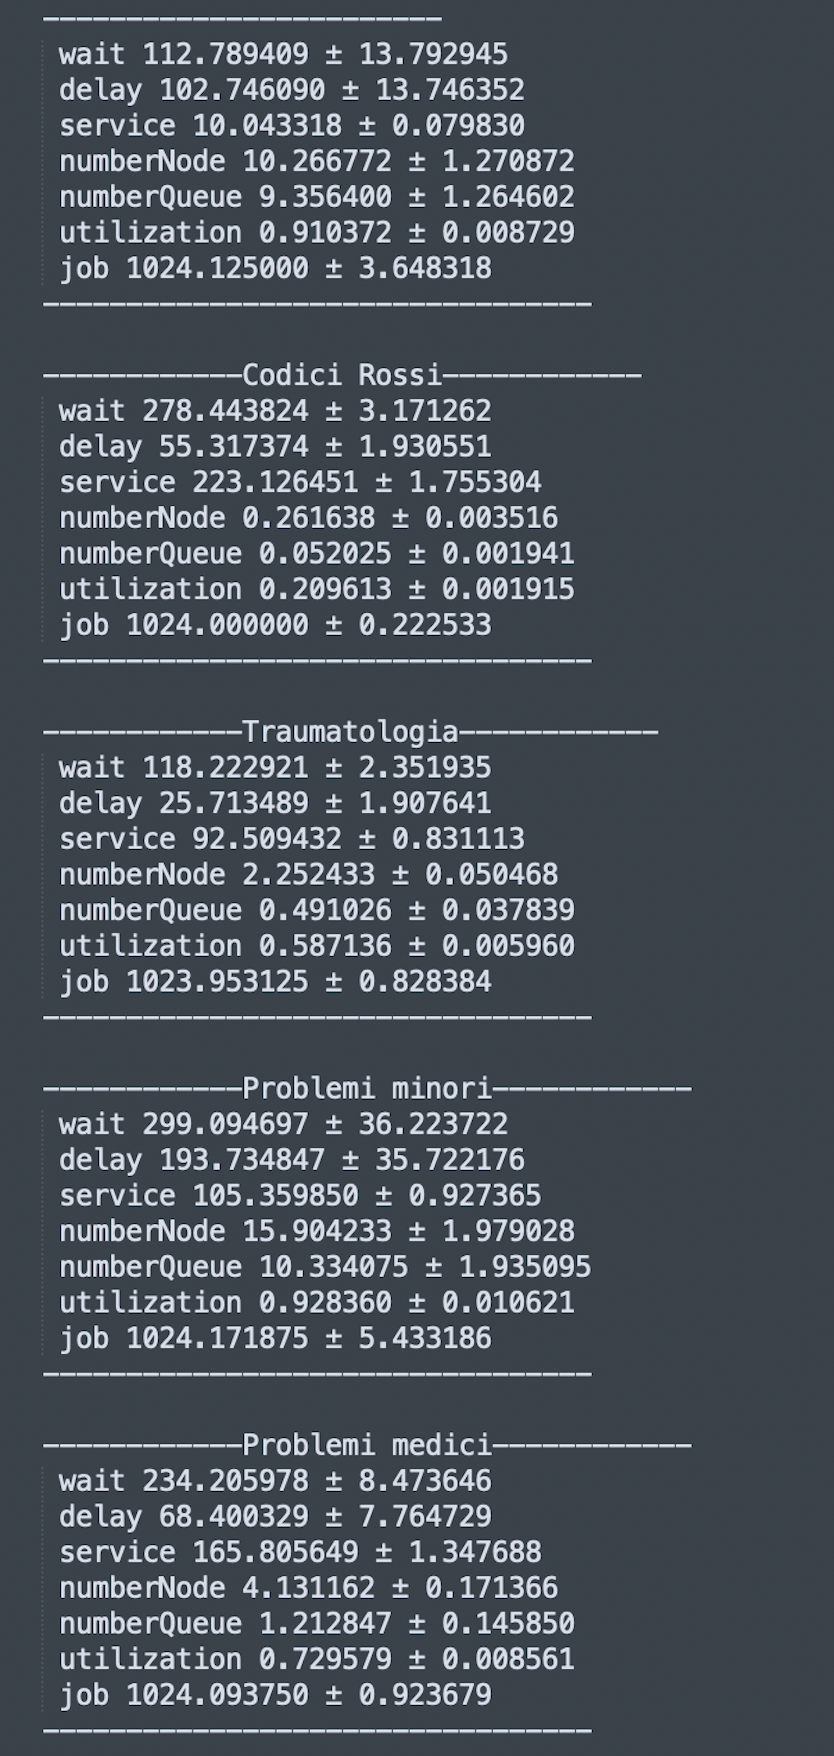 ————————————————————————
wait 112.789409 ± 13.792945
delay 102.746090 ± 13.746352
service 10.043318 ± 0.079830
numberNode 10.266772 ± 1.270872
numberQueue 9.356400 ± 1.264602
utilization 0.910372 ± 0.008729
job 1024.125000 ± 3.648318
—————————————————————————————————
————————————Codici Rossi————————————
wait 278.443824 ± 3.171262
delay 55.317374 ± 1.930551
service 223.126451 ± 1.755304
numberNode 0.261638 ± 0.003516
numberQueue 0.052025 ± 0.001941
utilization 0.209613 ± 0.001915
job 1024.000000 ± 0.222533
—————————————————————————————————
————————————Traumatologia————————————
wait 118.222921 ± 2.351935
delay 25.713489 ± 1.907641
service 92.509432 ± 0.831113
numberNode 2.252433 ± 0.050468
numberQueue 0.491026 ± 0.037839
utilization 0.587136 ± 0.005960
job 1023.953125 ± 0.828384
—————————————————————————————————
————————————Problemi minori————————————
wait 299.094697 ± 36.223722
delay 193.734847 ± 35.722176
service 105.359850 ± 0.927365
numberNode 15.904233 ± 1.979028
numberQueue 10.334075 ± 1.935095
utilization 0.928360 ± 0.010621
job 1024.171875 ± 5.433186
—————————————————————————————————
————————————Problemi medici————————————
wait 234.205978 ± 8.473646
delay 68.400329 ± 7.764729
service 165.805649 ± 1.347688
numberNode 4.131162 ± 0.171366
numberQueue 1.212847 ± 0.145850
utilization 0.729579 ± 0.008561
job 1024.093750 ± 0.923679
—————————————————————————————————